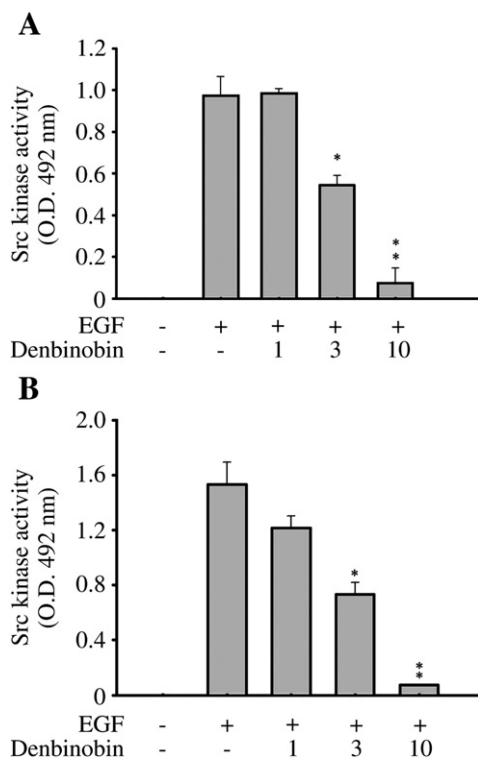 A
Src kinase activity
(O.D. 492 nm)
1.2
1.0
0.8
0.6
0.4
0.2
0
*
*
*
EGF - + + + +
Denbinobin - - 1 3 10
B
Src kinase activity
(O.D. 492 nm)
2.0
1.6
1.2
0.8
0.4
0
*
*
*
EGF - + + + +
Denbinobin - - 1 3 10